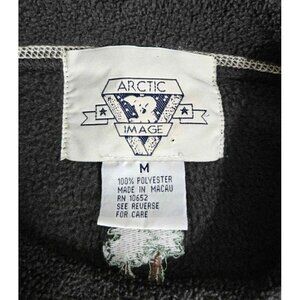 ARCTIC
IMAGE
M
100% POLYESTER
MADE IN MACAU
RN 10652
SEE REVERSE
FOR CARE